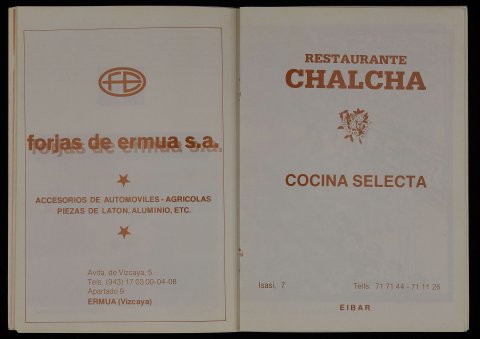 FE
forjas de ermua s.a.
ACCESORIOS DE AUTOMOVILES - AGRICOLAS
PIEZAS DE LATON, ALUMINIO, ETC.
Avda. de Vizcaya, 5
Tels. (943) 17 03 00-04-08
Apartado 9
ERMUA (Vizcaya)
RESTAURANTE
CHALCHA
COCINA SELECTA
Isasi, 7 Telfs: 71 71 44 - 71 11 26
EIBAR